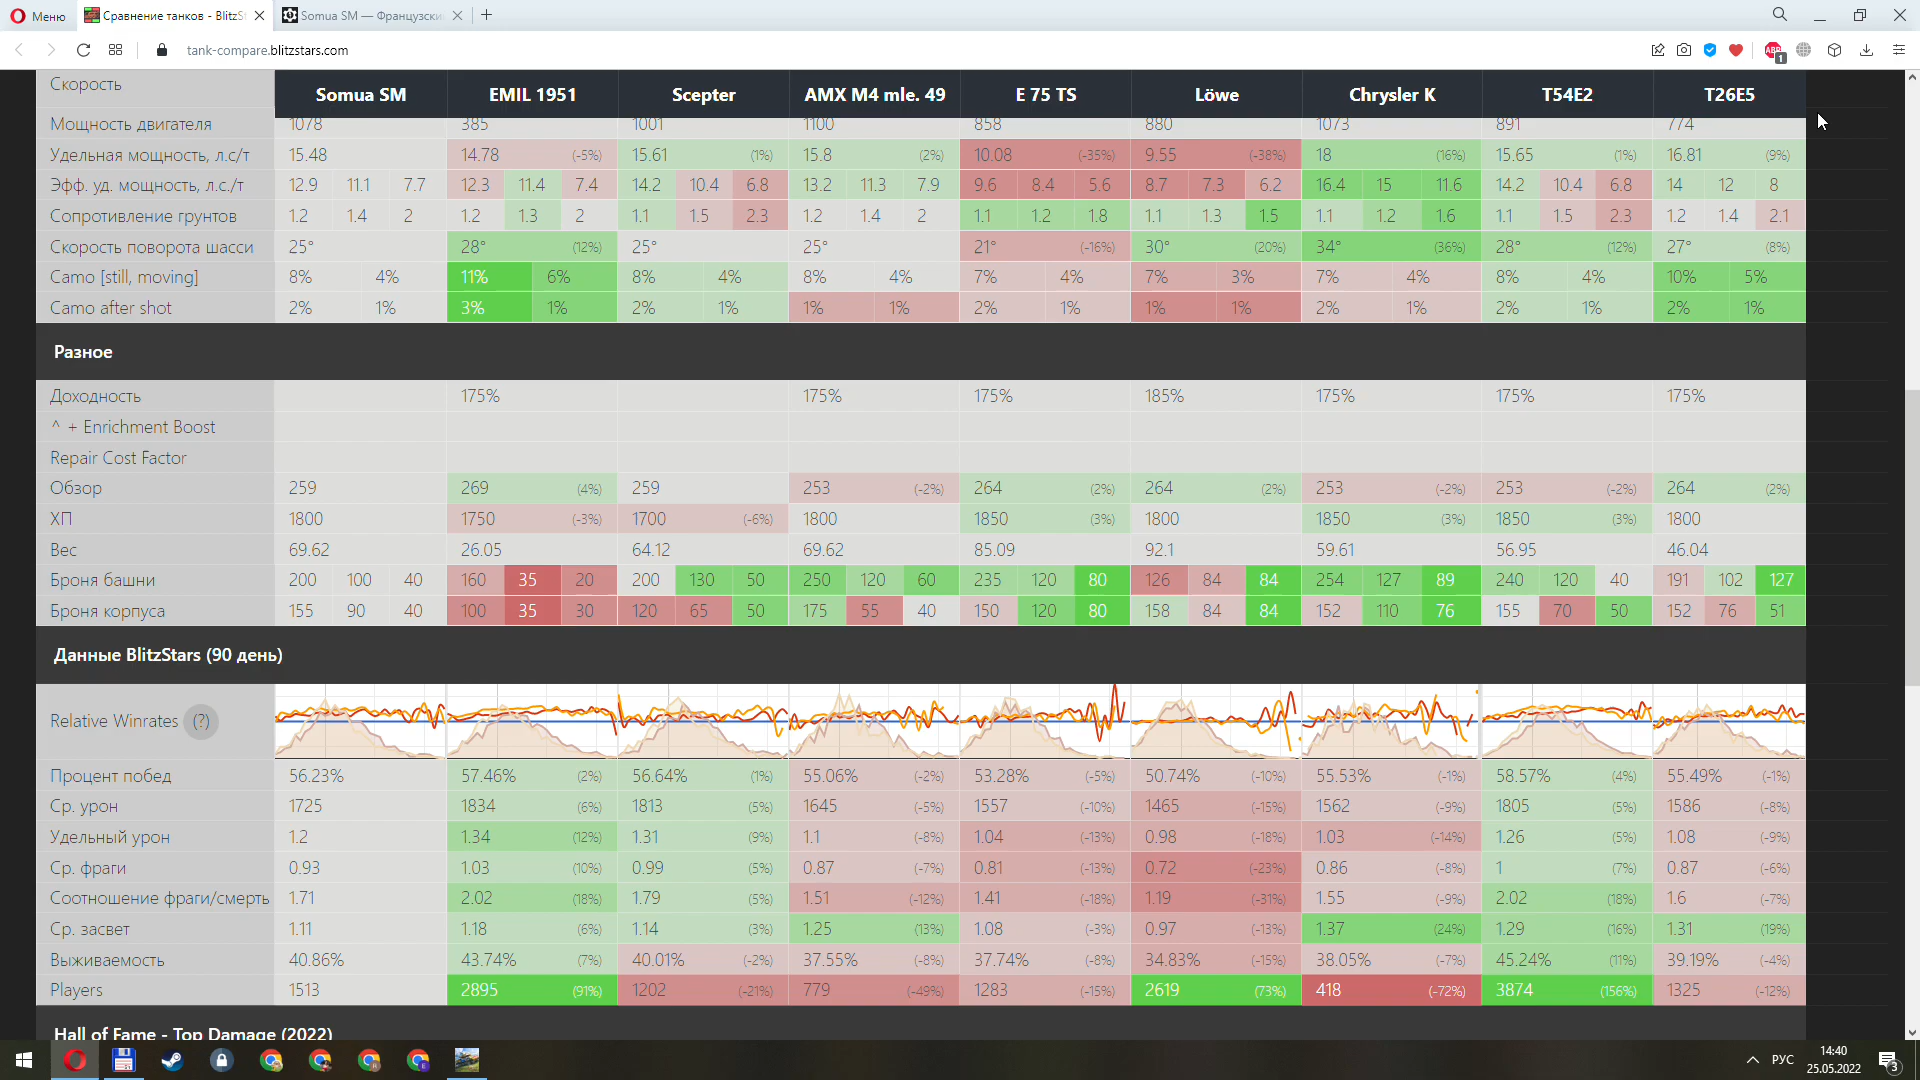 Меню
Сравнение танков - BlitzSt
Somua SM — Французски
tank-compare.blitzstars.com
Скорость Somua SM EMIL 1951 Scepter AMX M4 mle. 49 E 75 TS Löwe Chrysler K T54E2 T26E5
Мощность двигателя 1078 385 1001 1100 858 880 1073 891 774
Удельная мощность, л.с/т 15.48 14.78 (-5%) 15.61 (1%) 15.8 (2%) 10.08 (-35%) 9.55 (-38%) 18 (16%) 15.65 (1%) 16.81 (9%)
Эфф. уд. мощность, л.с./т 12.9 11.1 7.7 12.3 11.4 7.4 14.2 10.4 6.8 13.2 11.3 7.9 9.6 8.4 5.6 8.7 7.3 6.2 16.4 15 11.6 14.2 10.4 6.8 14 12 8
Сопротивление грунтов 1.2 1.4 2 1.2 1.3 2 1.1 1.5 2.3 1.2 1.4 2 1.1 1.2 1.8 1.1 1.3 1.5 1.1 1.2 1.6 1.1 1.5 2.3 1.2 1.4 2.1
Скорость поворота шасси 25° 28° (12%) 25° 25° 21° (-16%) 30° (20%) 34° (36%) 28° (12%) 27° (8%)
Camo [still, moving] 8% 4% 11% 6% 8% 4% 8% 4% 7% 4% 7% 3% 7% 4% 8% 4% 10% 5%
Camo after shot 2% 1% 3% 1% 2% 1% 1% 1% 2% 1% 1% 1% 2% 1% 2% 1% 2% 1%
Разное
Доходность 175% 175% 175% 185% 175% 175% 175%
^ + Enrichment Boost
Repair Cost Factor
Обзор 259 269 (4%) 259 253 (-2%) 264 (2%) 264 (2%) 253 (-2%) 253 (-2%) 264 (2%)
ХП 1800 1750 (-3%) 1700 (-6%) 1800 1850 (3%) 1800 1850 (3%) 1850 (3%) 1800
Вес 69.62 26.05 64.12 69.62 85.09 92.1 59.61 56.95 46.04
Броня башни 200 100 40 160 35 20 200 130 50 250 120 60 235 120 80 126 84 84 254 127 89 240 120 40 191 102 127
Броня корпуса 155 90 40 100 35 30 120 65 50 175 55 40 150 120 80 158 84 84 152 110 76 155 70 50 152 76 51
Данные BlitzStars (90 день)
Relative Winrates (?)
Процент побед 56.23% 57.46% (2%) 56.64% (1%) 55.06% (-2%) 53.28% (-5%) 50.74% (-10%) 55.53% (-1%) 58.57% (4%) 55.49% (-1%)
Ср. урон 1725 1834 (6%) 1813 (5%) 1645 (-5%) 1557 (-10%) 1465 (-15%) 1562 (-9%) 1805 (5%) 1586 (-8%)
Удельный урон 1.2 1.34 (12%) 1.31 (9%) 1.1 (-8%) 1.04 (-13%) 0.98 (-18%) 1.03 (-14%) 1.26 (5%) 1.08 (-9%)
Ср. фраги 0.93 1.03 (10%) 0.99 (5%) 0.87 (-7%) 0.81 (-13%) 0.72 (-23%) 0.86 (-8%) 1 (7%) 0.87 (-6%)
Соотношение фраги/смерть 1.71 2.02 (18%) 1.79 (5%) 1.51 (-12%) 1.41 (-18%) 1.19 (-31%) 1.55 (-9%) 2.02 (18%) 1.6 (-7%)
Ср. засвет 1.11 1.18 (6%) 1.14 (3%) 1.25 (13%) 1.08 (-3%) 0.97 (-13%) 1.37 (24%) 1.29 (16%) 1.31 (19%)
Выживаемость 40.86% 43.74% (7%) 40.01% (-2%) 37.55% (-8%) 37.74% (-8%) 34.83% (-15%) 38.05% (-7%) 45.24% (11%) 39.19% (-4%)
Players 1513 2895 (91%) 1202 (-21%) 779 (-49%) 1283 (-15%) 2619 (73%) 418 (-72%) 3874 (156%) 1325 (-12%)
Hall of Fame - Top Damage (2022)
РУС
14:40
25.05.2022
3